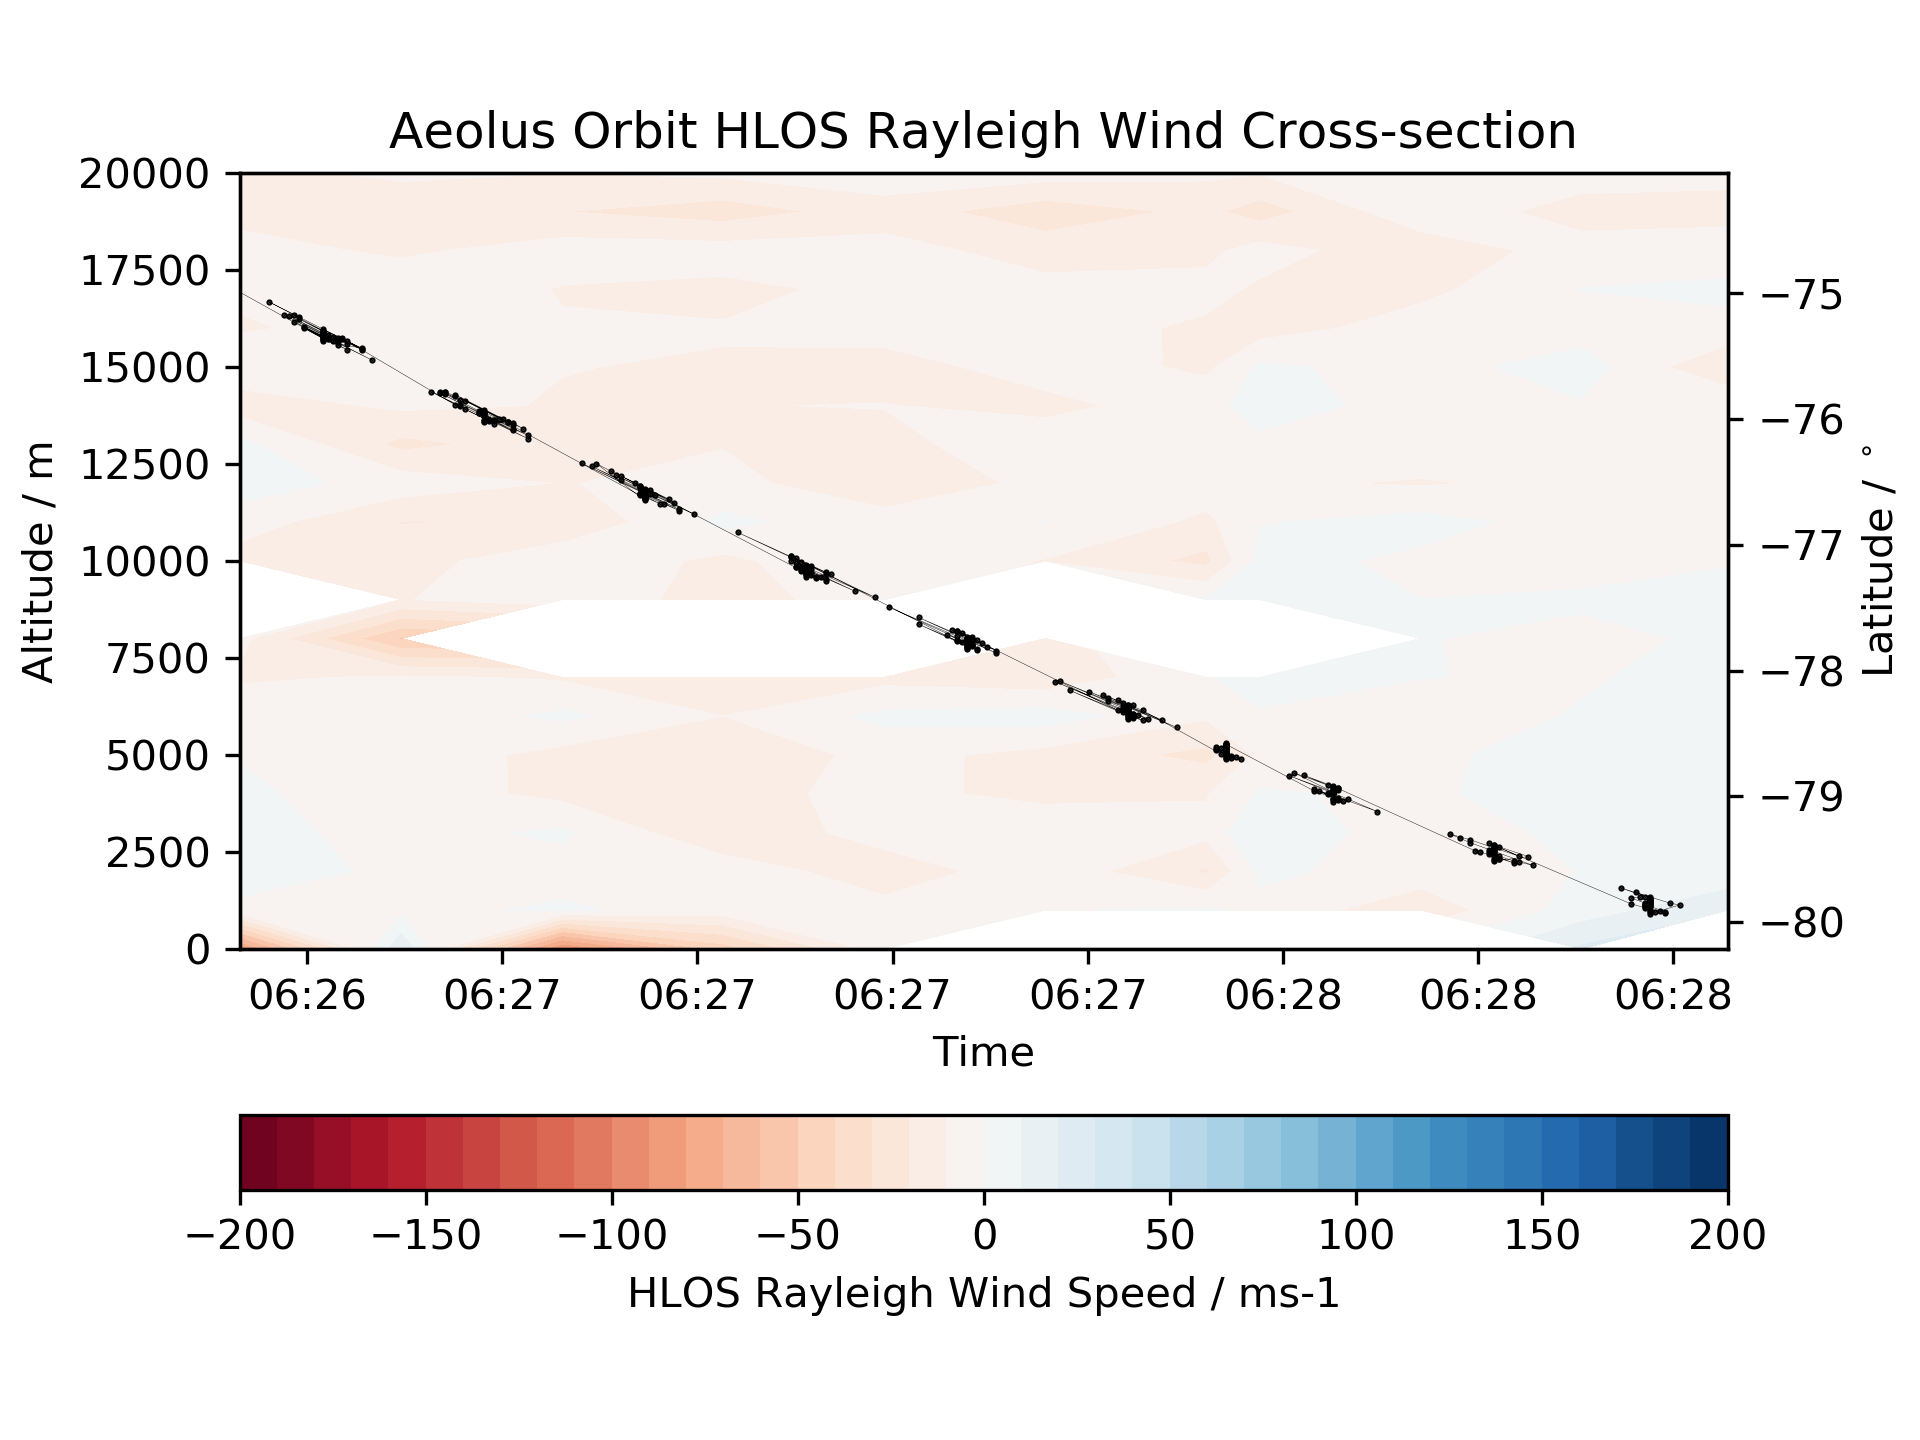 Aeolus Orbit HLOS Rayleigh Wind Cross-section
20000
17500
15000
12500
10000
7500
5000
2500
0
Altitude / m
−75
−76
−77
−78
−79
−80
Latitude / °
06:26 06:27 06:27 06:27 06:27 06:28 06:28 06:28
Time
−200 −150 −100 −50 0 50 100 150 200
HLOS Rayleigh Wind Speed / ms-1